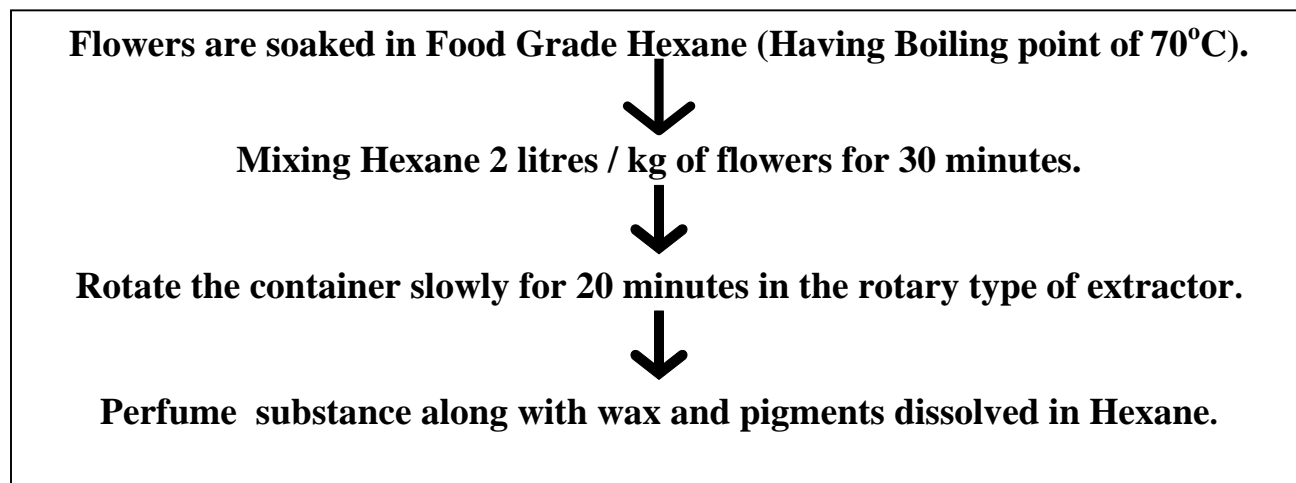 Flowers are soaked in Food Grade Hexane (Having Boiling point of 70°C).
Mixing Hexane 2 litres / kg of flowers for 30 minutes.
Rotate the container slowly for 20 minutes in the rotary type of extractor.
Perfume  substance along with wax and pigments dissolved in Hexane.